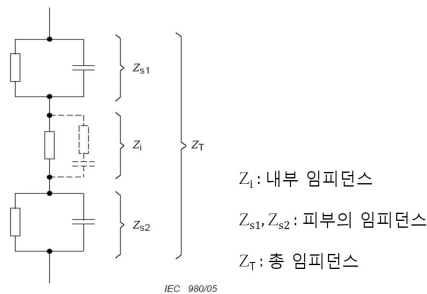 Z_s1
Z_i
Z_T
Z_s2
IEC 980/05
Z_i : 내부 임피던스
Z_s1, Z_s2 : 피부의 임피던스
Z_T : 총 임피던스